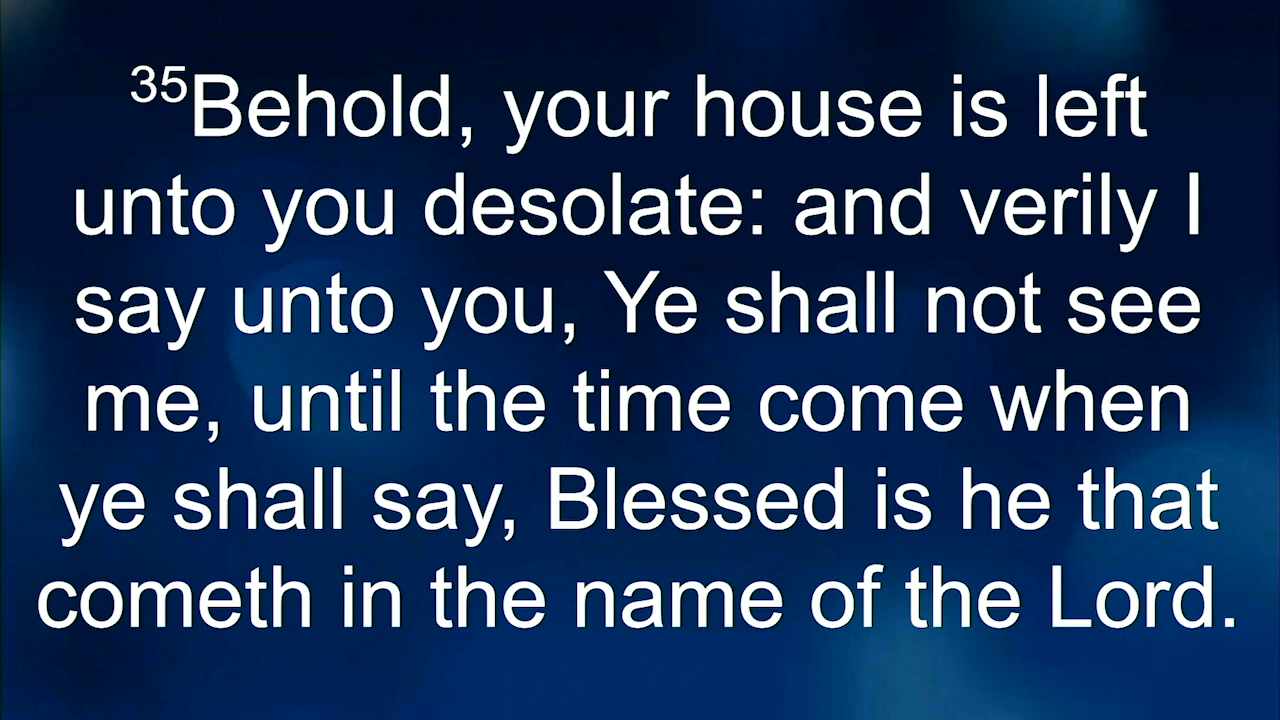 35Behold, your house is left
unto you desolate: and verily I
say unto you, Ye shall not see
me, until the time come when
ye shall say, Blessed is he that
cometh in the name of the Lord.